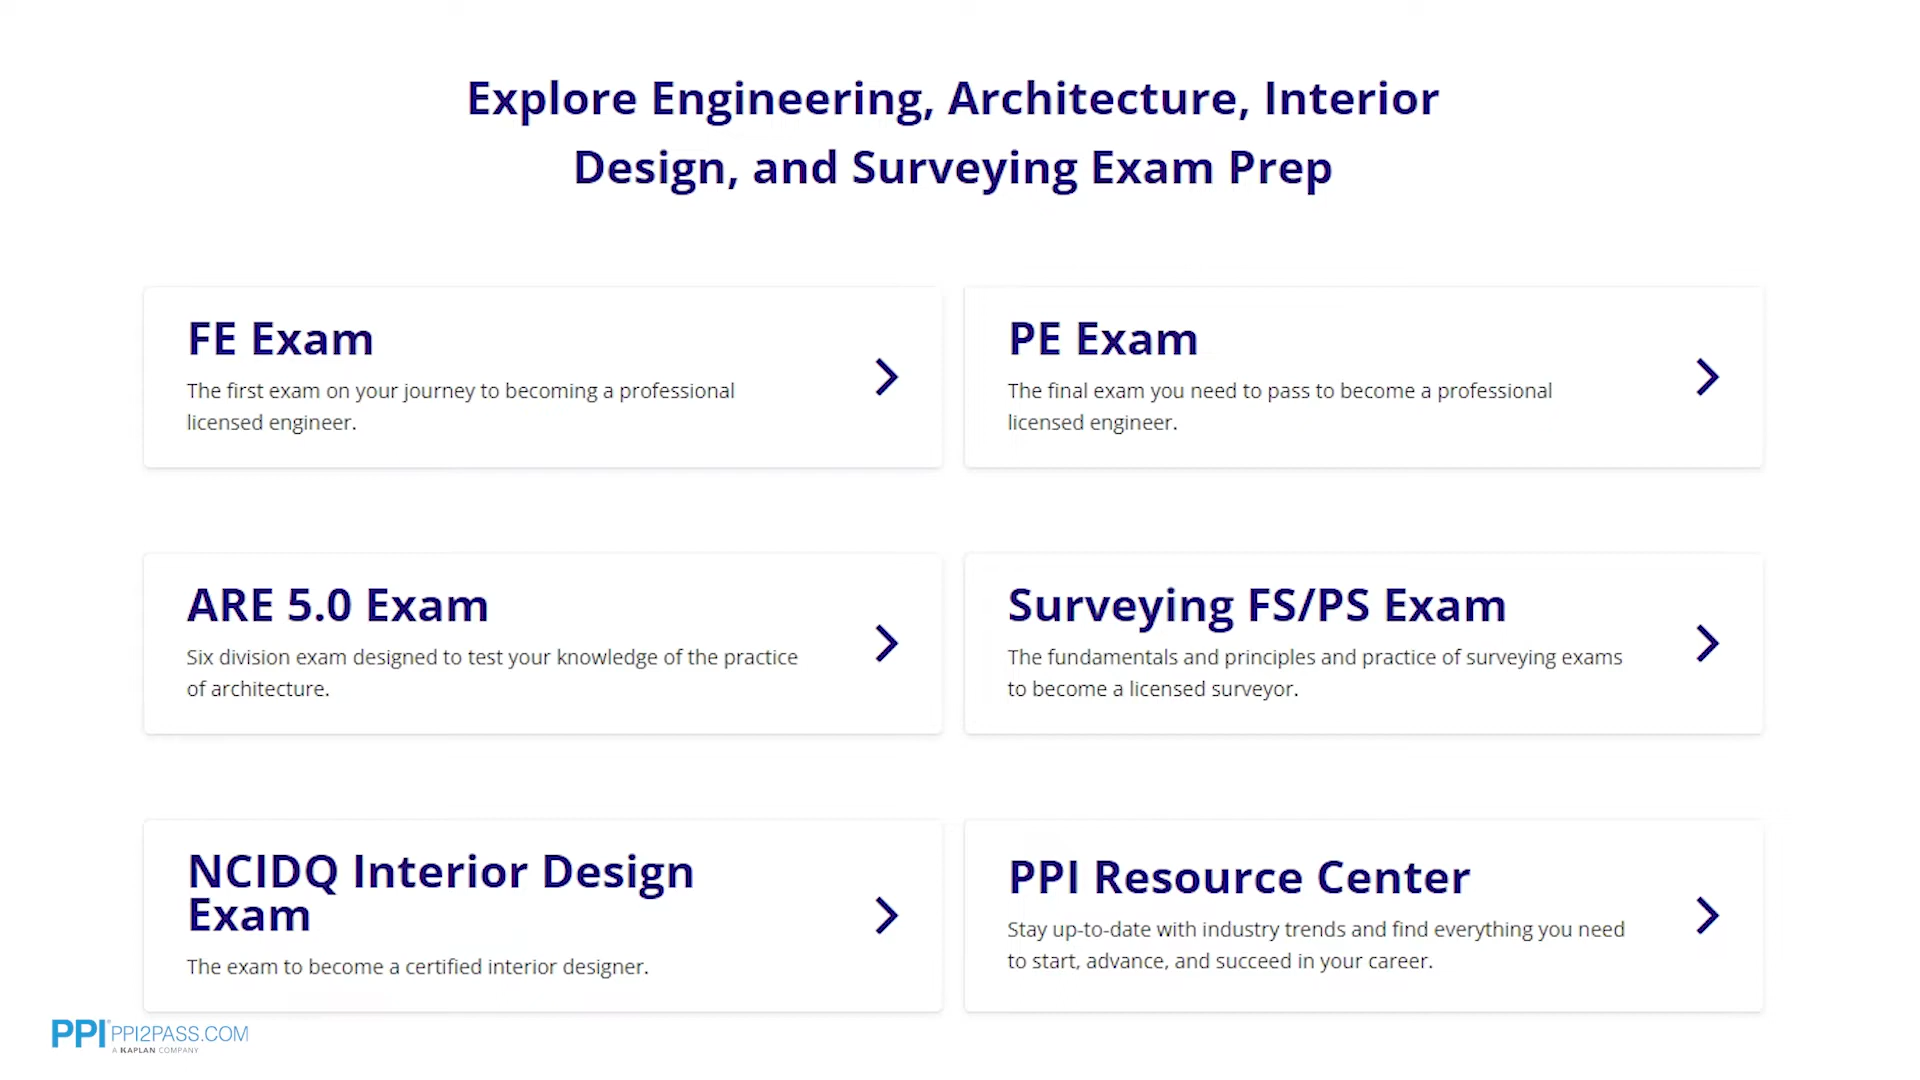 Explore Engineering, Architecture, Interior
Design, and Surveying Exam Prep
FE Exam
The first exam on your journey to becoming a professional
licensed engineer.
PE Exam
The final exam you need to pass to become a professional
licensed engineer.
ARE 5.0 Exam
Six division exam designed to test your knowledge of the practice
of architecture.
Surveying FS/PS Exam
The fundamentals and principles and practice of surveying exams
to become a licensed surveyor.
NCIDQ Interior Design
Exam
The exam to become a certified interior designer.
PPI Resource Center
Stay up-to-date with industry trends and find everything you need
to start, advance, and succeed in your career.
PPI® PPI2PASS.COM
A KAPLAN COMPANY